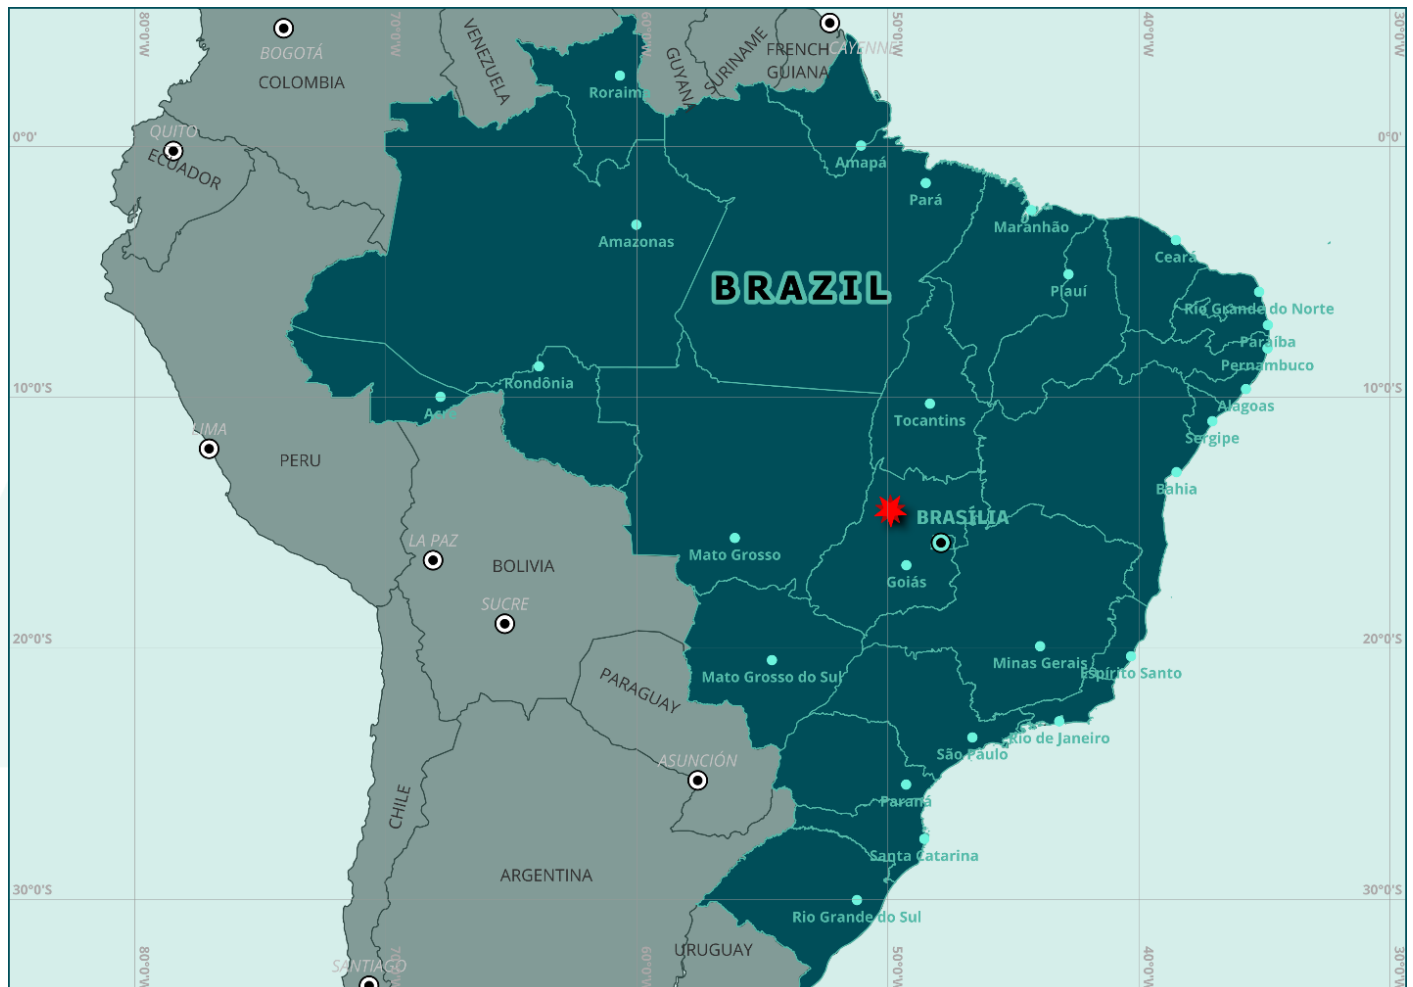 80°0'W
70°0'W
60°0'W
50°0'W
40°0'W
30°0'W
BOGOTÁ
COLOMBIA
VENEZUELA
GUYANA
SURINAME
FRENCH
GUIANA
CAYENNE
Roraima
QUITO
ECUADOR
0°0'
0°0'
Amapá
Pará
Maranhão
Amazonas
Ceará
Piauí
BRAZIL
Rio Grande do Norte
Paraíba
Pernambuco
Rondônia
10°0'S
10°0'S
Acre
Alagoas
Tocantins
Sergipe
LIMA
PERU
Bahia
BRASÍLIA
LA PAZ
Mato Grosso
BOLIVIA
Goiás
SUCRE
20°0'S
20°0'S
Minas Gerais
Espírito Santo
Mato Grosso do Sul
PARAGUAY
Rio de Janeiro
São Paulo
ASUNCIÓN
CHILE
Paraná
Santa Catarina
ARGENTINA
30°0'S
30°0'S
Rio Grande do Sul
URUGUAY
SANTIAGO
80°0'W
70°0'W
60°0'W
50°0'W
40°0'W
30°0'W